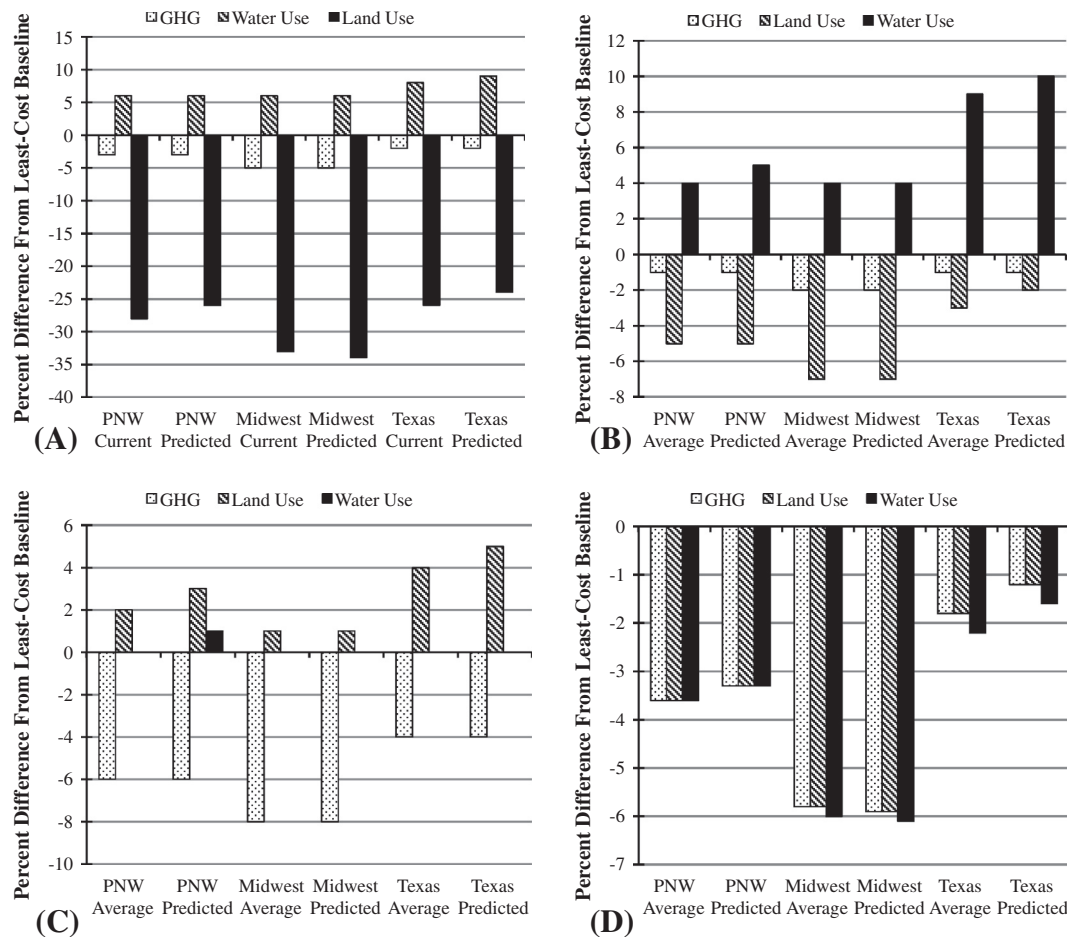 GHG Water Use Land Use
Percent Difference From Least-Cost Baseline
15
10
5
0
-5
-10
-15
-20
-25
-30
-35
-40
PNW PNW Midwest Midwest Texas Texas
Current Predicted Current Predicted Current Predicted
(A)
GHG Land Use Water Use
Percent Difference From Least-Cost Baseline
12
10
8
6
4
2
0
-2
-4
-6
-8
PNW PNW Midwest Midwest Texas Texas
Average Predicted Average Predicted Average Predicted
(B)
GHG Land Use Water Use
Percent Difference From Least-Cost Baseline
6
4
2
0
-2
-4
-6
-8
-10
PNW PNW Midwest Midwest Texas Texas
Average Predicted Average Predicted Average Predicted
(C)
GHG Land Use Water Use
Percent Difference From Least-Cost Baseline
0
-1
-2
-3
-4
-5
-6
-7
PNW PNW Midwest Midwest Texas Texas
Average Predicted Average Predicted Average Predicted
(D)